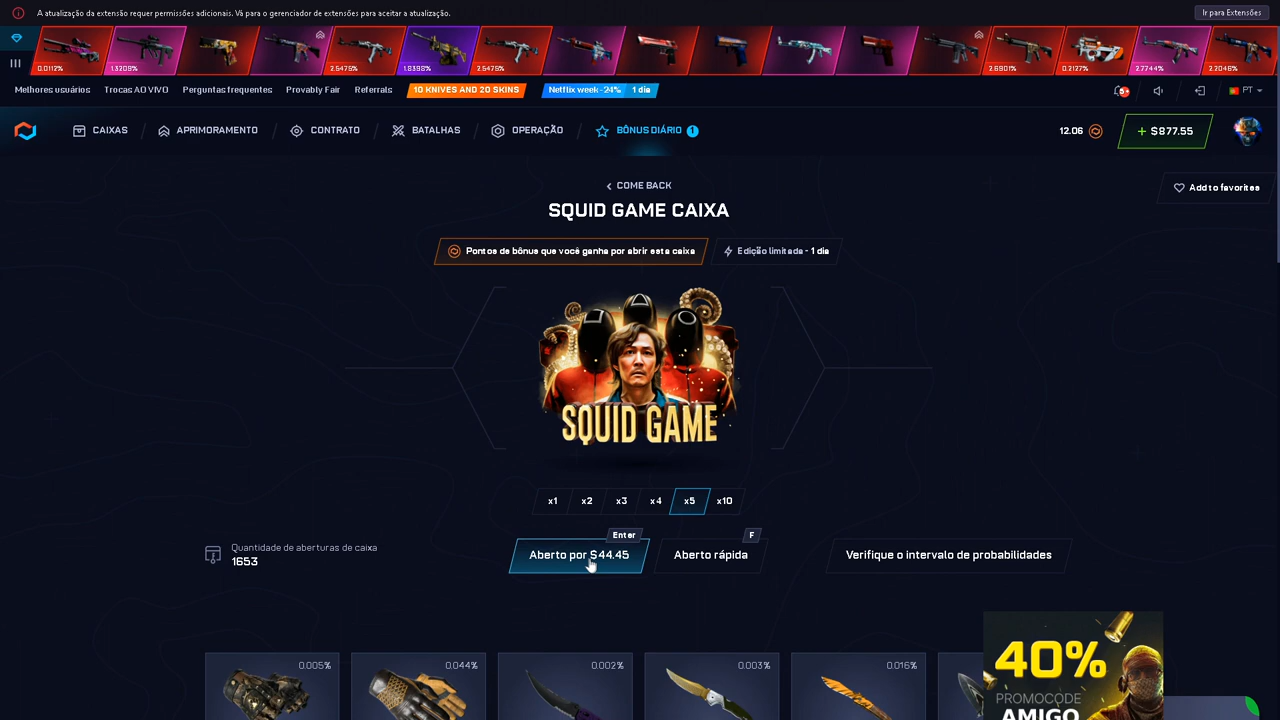 A atualização da extensão requer permissões adicionais. Vá para o gerenciador de extensões para aceitar a atualização.
Ir para Extensões
0.0112%
1.3209%
2.5475%
1.8398%
2.5475%
2.6901%
0.2127%
2.7744%
2.2046%
Melhores usuários
Trocas AO VIVO
Perguntas frequentes
Provably Fair
Referrals
10 KNIVES AND 20 SKINS
Netflix week -24%
1 dia
5+
PT
CAIXAS
APRIMORAMENTO
CONTRATO
BATALHAS
OPERAÇÃO
BÔNUS DIÁRIO 1
12.06
+ $877.55
COME BACK
Add to favorites
SQUID GAME CAIXA
Pontos de bônus que você ganha por abrir esta caixa
Edição limitada - 1 dia
SQUID GAME
x1
x2
x3
x4
x5
x10
Enter
F
Quantidade de aberturas de caixa
1653
Aberto por $44.45
Aberto rápida
Verifique o intervalo de probabilidades
0.005%
0.044%
0.002%
0.003%
0.016%
40%
PROMOCODE
AMIGO